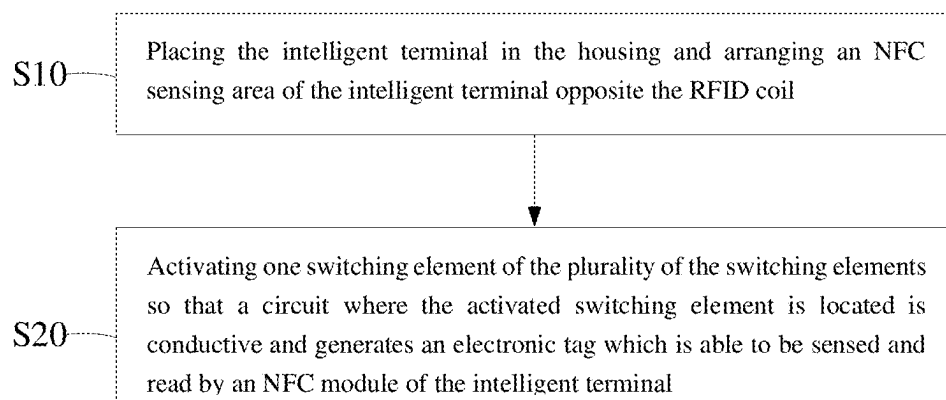 S10
Placing the intelligent terminal in the housing and arranging an NFC
sensing area of the intelligent terminal opposite the RFID coil
S20
Activating one switching element of the plurality of the switching elements
so that a circuit where the activated switching element is located is
conductive and generates an electronic tag which is able to be sensed and
read by an NFC module of the intelligent terminal